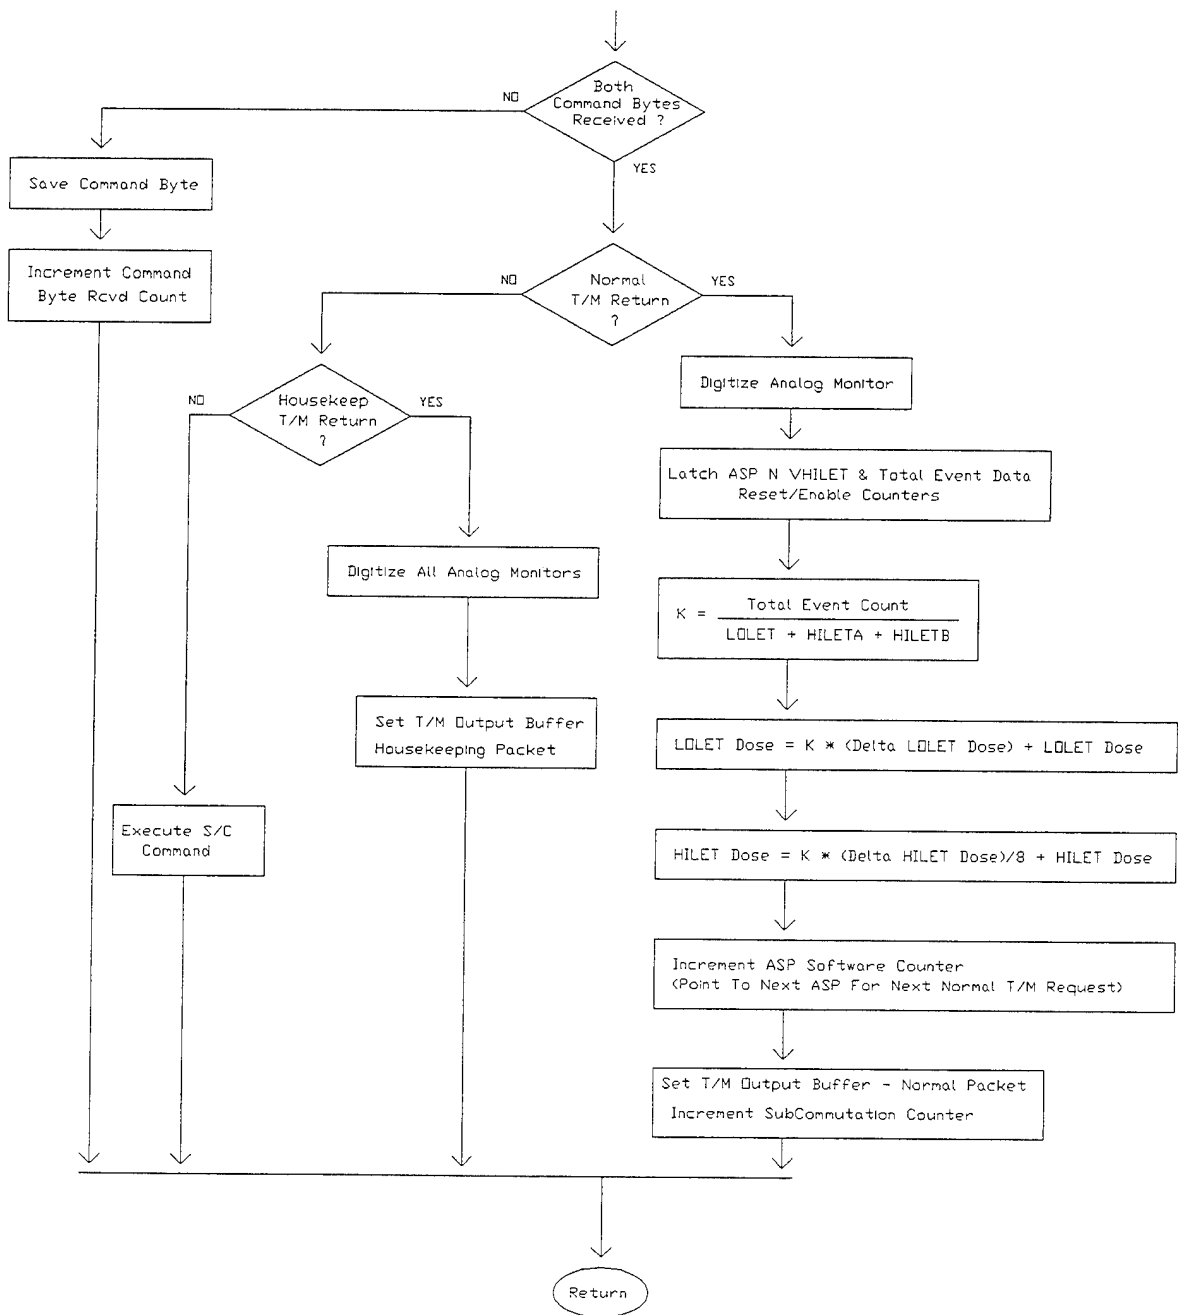 Both
Command Bytes
Received ?
NO
YES
Save Command Byte
Increment Command
Byte Rcvd Count
Normal
T/M Return
?
NO
YES
Housekeep
T/M Return
?
NO
YES
Digitize Analog Monitor
Latch ASP N VHILET & Total Event Data
Reset/Enable Counters
Digitize All Analog Monitors
K = Total Event Count
LOLET + HILETA + HILETB
Set T/M Output Buffer
Housekeeping Packet
LOLET Dose = K * (Delta LOLET Dose) + LOLET Dose
Execute S/C
Command
HILET Dose = K * (Delta HILET Dose)/8 + HILET Dose
Increment ASP Software Counter
(Point To Next ASP For Next Normal T/M Request)
Set T/M Output Buffer - Normal Packet
Increment SubCommutation Counter
Return